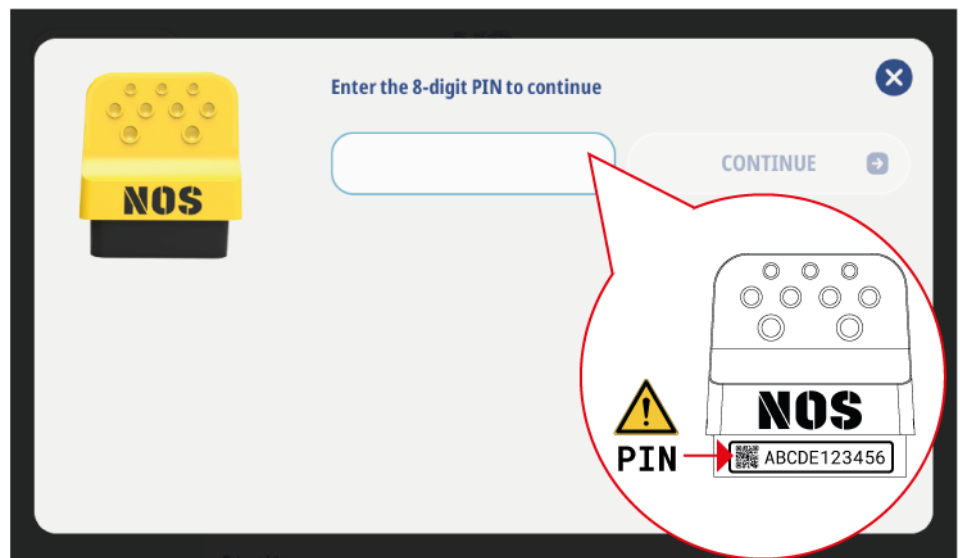 Enter the 8-digit PIN to continue
CONTINUE
NOS
NOS
PIN
ABCDE123456